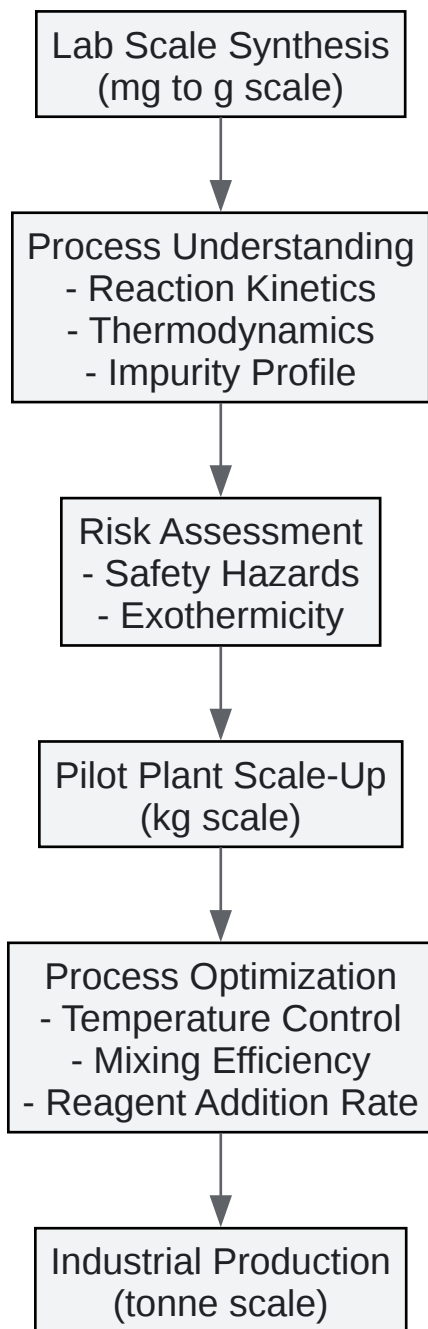 Lab Scale Synthesis
(mg to g scale)
Process Understanding
- Reaction Kinetics
- Thermodynamics
- Impurity Profile
Risk Assessment
- Safety Hazards
- Exothermicity
Pilot Plant Scale-Up
(kg scale)
Process Optimization
- Temperature Control
- Mixing Efficiency
- Reagent Addition Rate
Industrial Production
(tonne scale)